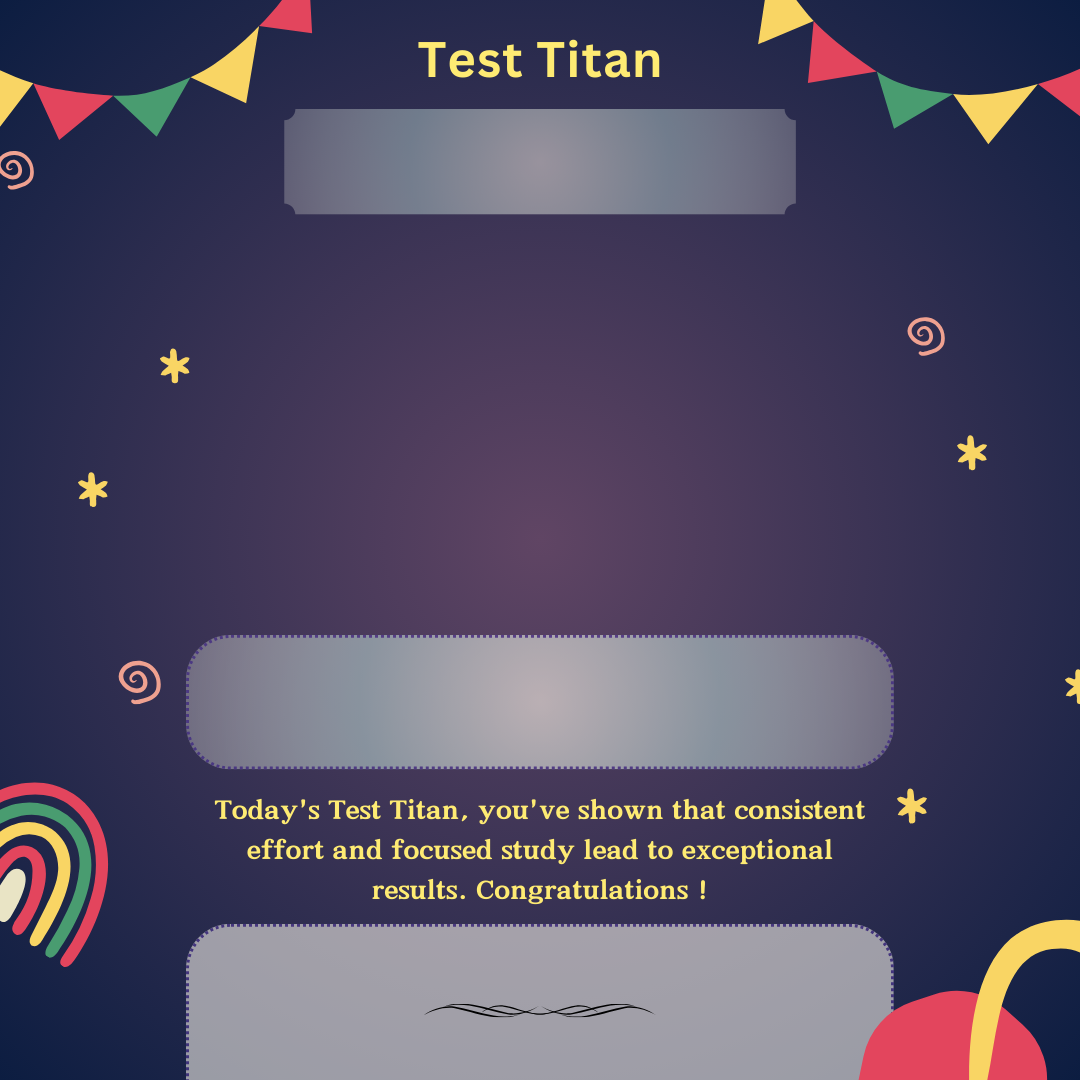 Test Titan
Today's Test Titan, you've shown that consistent
effort and focused study lead to exceptional
results. Congratulations !